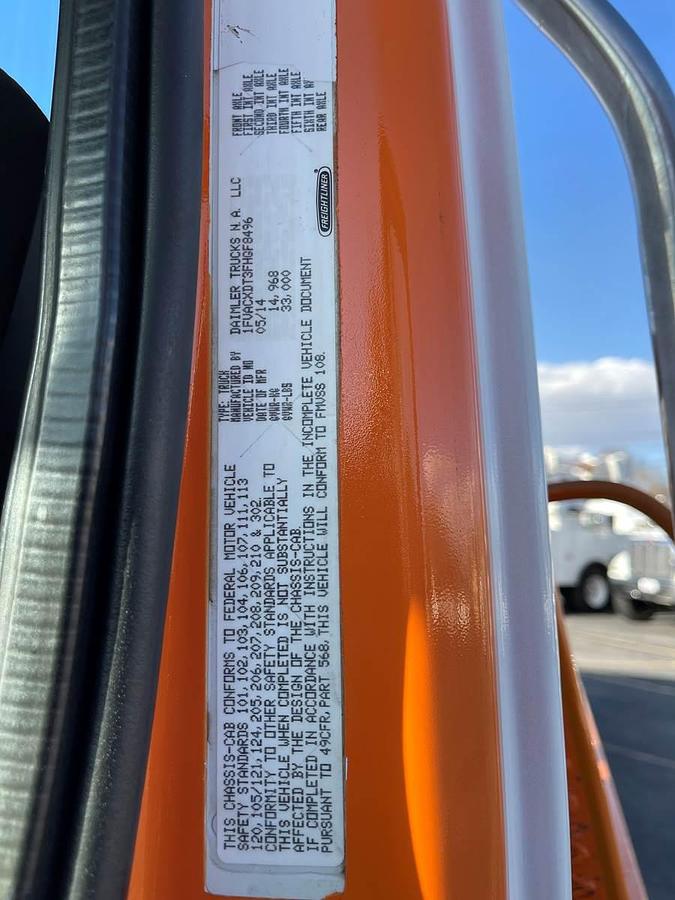 THIS CHASSIS-CAB CONFORMS TO FEDERAL MOTOR VEHICLE
SAFETY STANDARDS 101, 102, 103, 104, 106, 107, 111, 113
120, 105/121, 124, 205, 206, 207, 208, 209, 210 & 302.
CONFORMITY TO OTHER SAFETY STANDARDS APPLICABLE TO
THIS VEHICLE WHEN COMPLETED IS NOT SUBSTANTIALLY
AFFECTED BY THE DESIGN OF THE CHASSIS-CAB.
IF COMPLETED IN ACCORDANCE WITH INSTRUCTIONS IN THE INCOMPLETE VEHICLE DOCUMENT
PURSUANT TO 49CFR, PART 568, THIS VEHICLE WILL CONFORM TO FMVSS 108.
TYPE: TRUCK
MANUFACTURED BY DAIMLER TRUCKS N.A. LLC
VEHICLE ID NO 1FVACXDT3FHGF8496
DATE OF MFR 05/14
GVWR-KG 14,968
GVWR-LBS 33,000
FREIGHTLINER
FRONT AXLE
FIRST INT AXLE
SECOND INT AXLE
THIRD INT AXLE
FOURTH INT AXLE
FIFTH INT AXLE
SIXTH INT AX
REAR AXLE